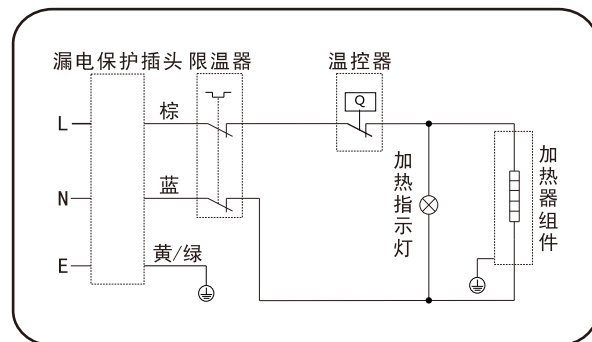 漏电保护插头 限温器 温控器
Q
L 棕
N 蓝
E 黄/绿
加热指示灯
加热器组件